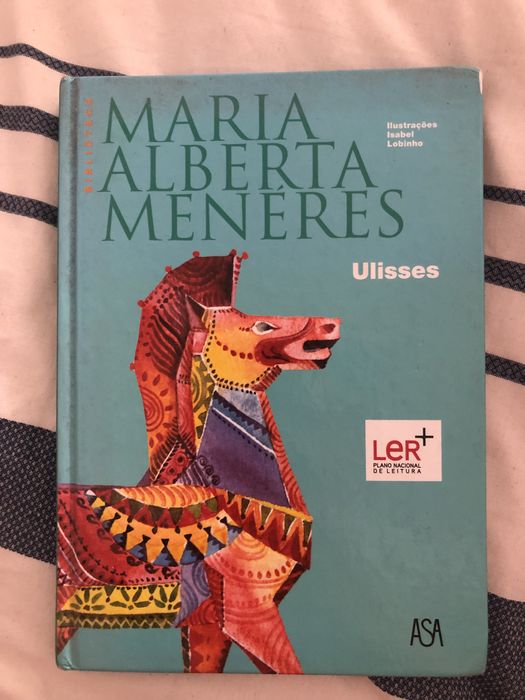 BIBLIOTECA
MARIA
ALBERTA
MENÉRES
Ilustrações
Isabel
Lobinho
Ulisses
LeR+
PLANO NACIONAL
DE LEITURA
ASA